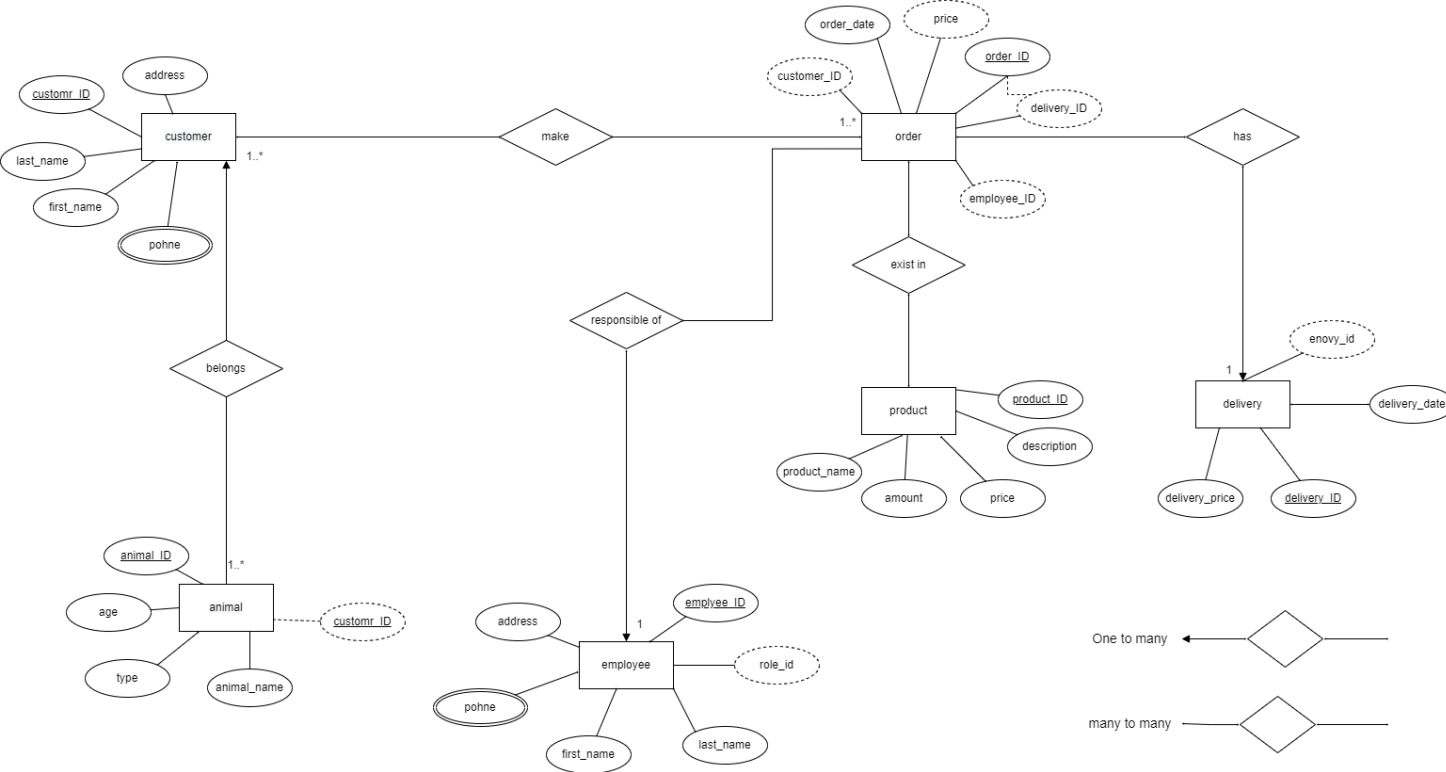 order_date
price
customer_ID
order_ID
delivery_ID
address
customr_ID
customer
last_name
first_name
pohne
1..*
make
1..*
order
has
employee_ID
exist in
responsible of
belongs
enovy_id
1
delivery
delivery_date
delivery_price
delivery_ID
product
product_ID
description
product_name
amount
price
animal_ID
1..*
age
animal
customr_ID
type
animal_name
address
emplyee_ID
1
employee
role_id
pohne
first_name
last_name
One to many
many to many